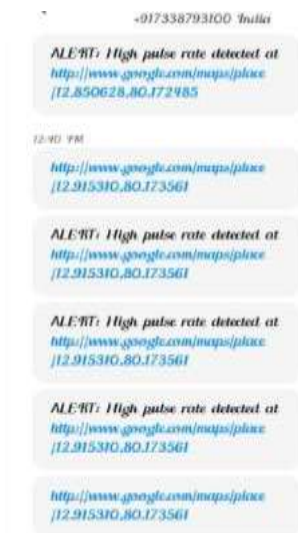 +917338793100 India
ALERT: High pulse rate detected at
http://www.google.com/maps/place
/12.850628,80.172985
12:40 PM
http://www.google.com/maps/place
/12.915310,80.173561
ALERT: High pulse rate detected at
http://www.google.com/maps/place
/12.915310,80.173561
ALERT: High pulse rate detected at
http://www.google.com/maps/place
/12.915310,80.173561
ALERT: High pulse rate detected at
http://www.google.com/maps/place
/12.915310,80.173561
http://www.google.com/maps/place
/12.915310,80.173561